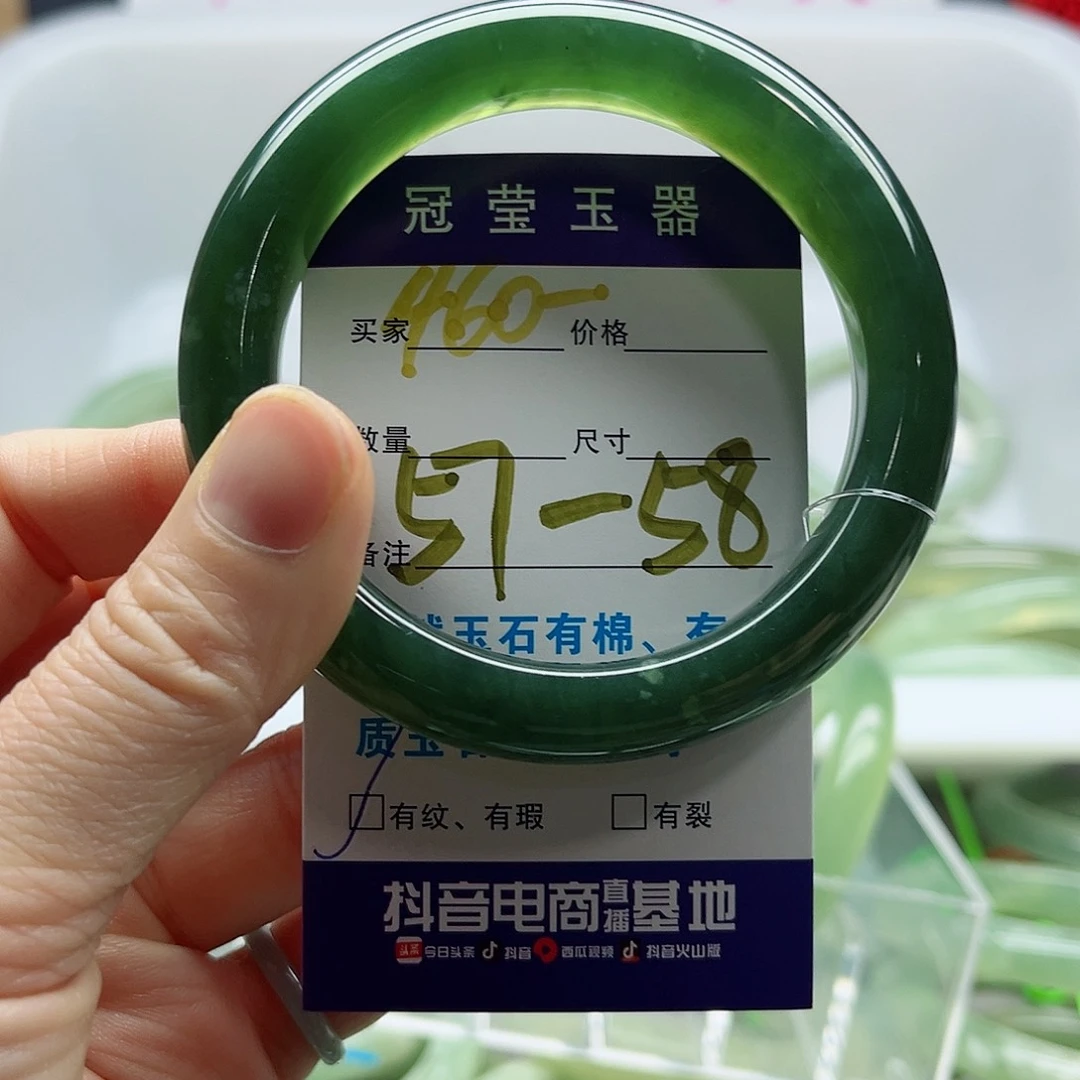 冠莹玉器
460-
买家 价格
数量 尺寸
57-58
备注
玉石有棉、有
质玉
有纹、有瑕 有裂
抖音电商直播基地
头条 今日头条 抖音 西瓜视频 抖音火山版